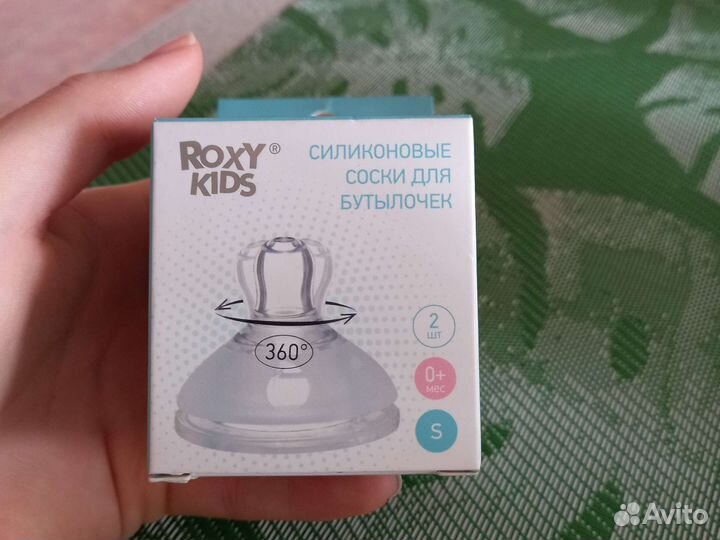 ROXY®
KIDS
СИЛИКОНОВЫЕ
СОСКИ ДЛЯ
БУТЫЛОЧЕК
360°
2
ШТ
0+
МЕС
S
Avito